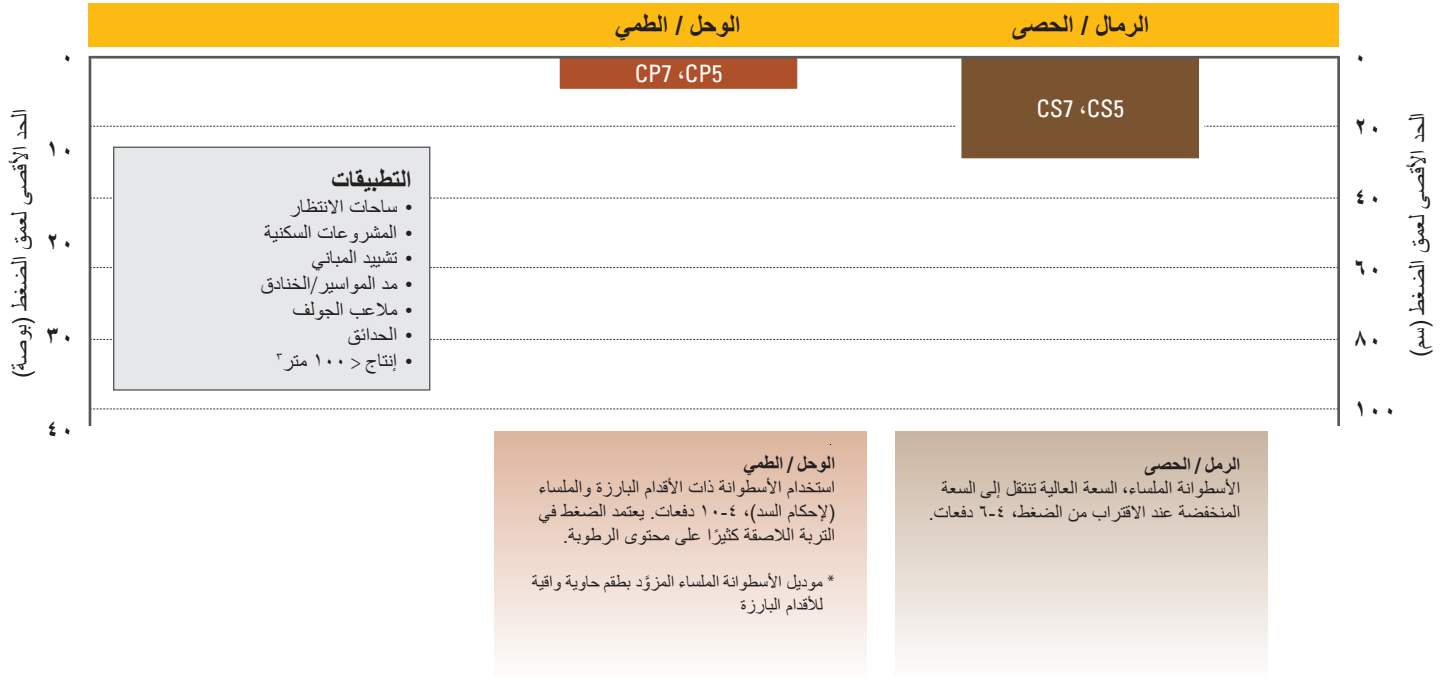 الرمال / الحصى
الوحل / الطمي
٠
٢٠
٤٠
٦٠
٨٠
١٠٠
الحد الأقصى لعمق الضغط (سم)
CS7 ،CS5
CP7 ،CP5
التطبيقات
• ساحات الانتظار
• المشروعات السكنية
• تشييد المباني
• مد المواسير/الخنادق
• ملاعب الجولف
• الحدائق
• إنتاج < ١٠٠ متر٣
٠
١٠
٢٠
٣٠
٤٠
الحد الأقصى لعمق الضغط (بوصة)
الرمل / الحصى
الأسطوانة الملساء، السعة العالية تنتقل إلى السعة
المنخفضة عند الاقتراب من الضغط، ٤-٦ دفعات.
الوحل / الطمي
استخدام الأسطوانة ذات الأقدام البارزة والملساء
(لإحكام السد)، ٤-١٠ دفعات. يعتمد الضغط في
التربة اللاصقة كثيرًا على محتوى الرطوبة.
* موديل الأسطوانة الملساء المزوَّد بطقم حاوية واقية
للأقدام البارزة